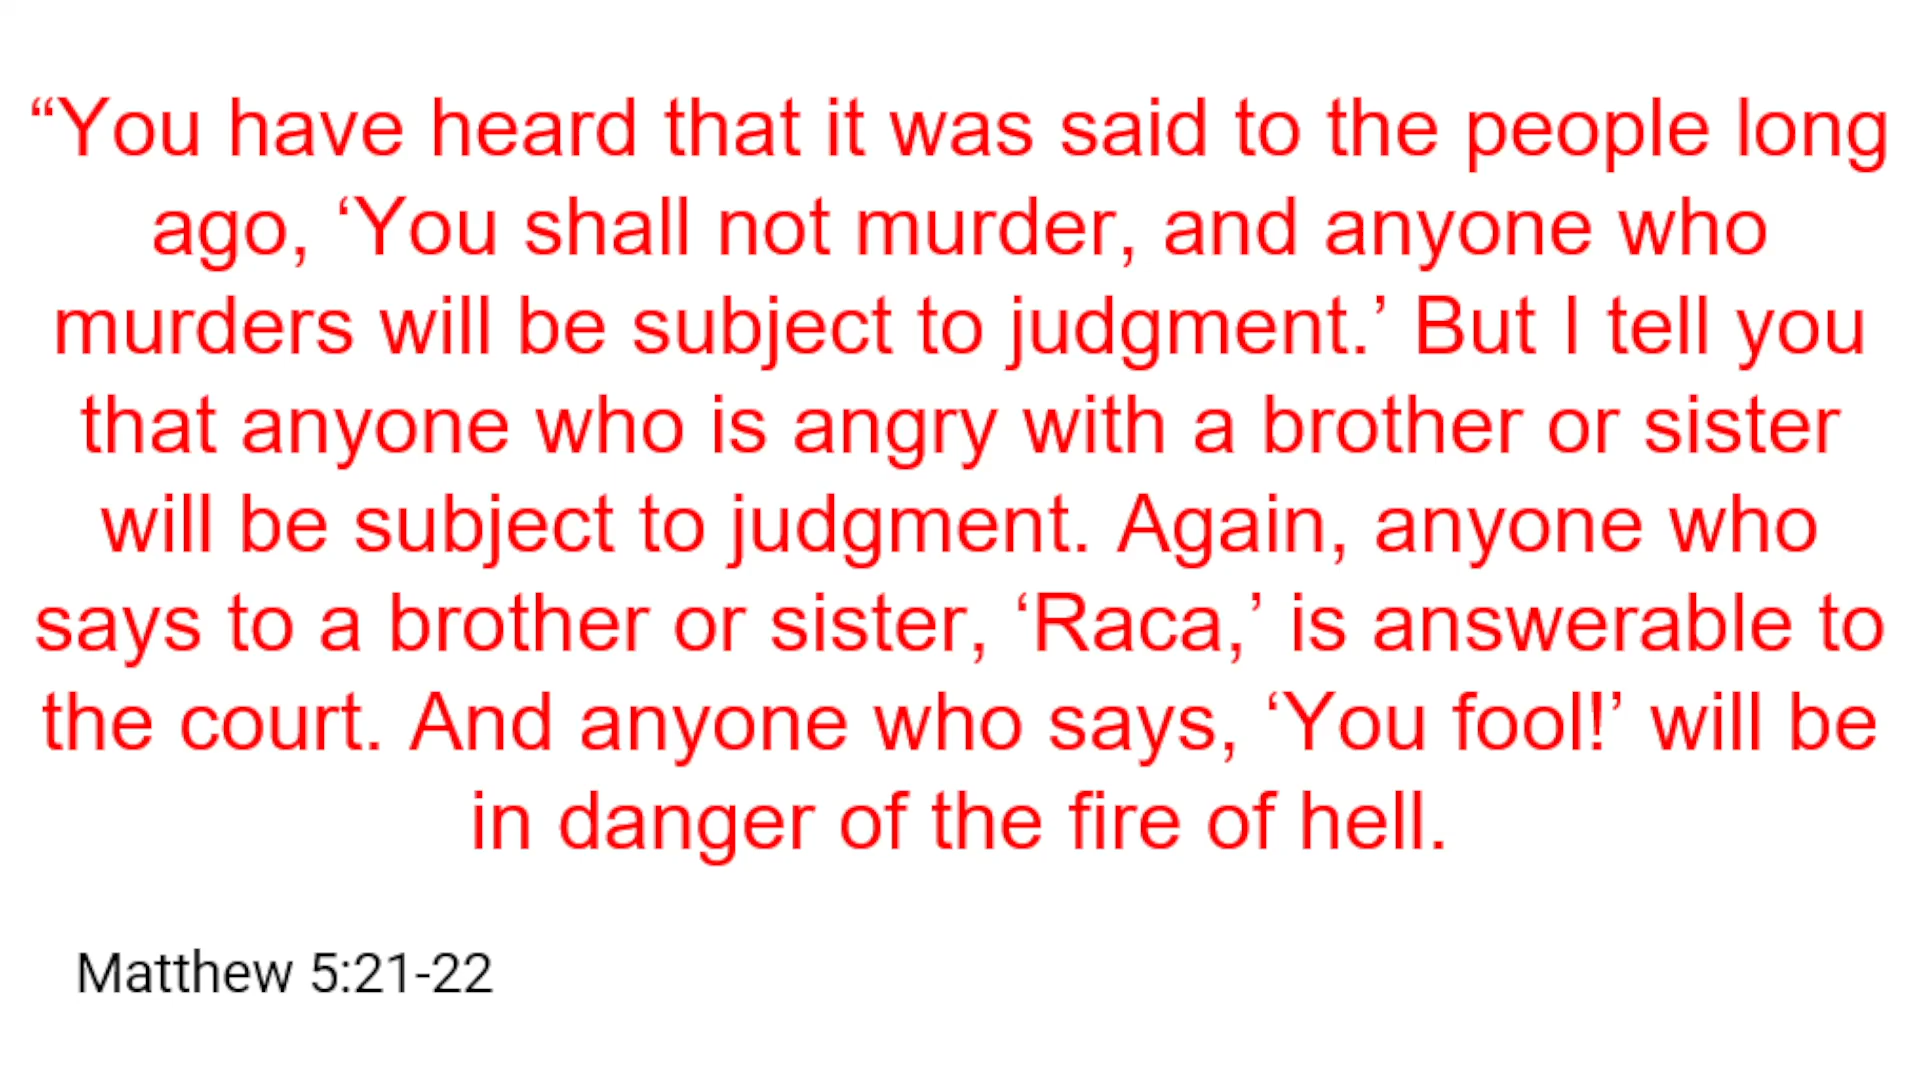 “You have heard that it was said to the people long
ago, ‘You shall not murder, and anyone who
murders will be subject to judgment.’ But I tell you
that anyone who is angry with a brother or sister
will be subject to judgment. Again, anyone who
says to a brother or sister, ‘Raca,’ is answerable to
the court. And anyone who says, ‘You fool!’ will be
in danger of the fire of hell.
Matthew 5:21-22